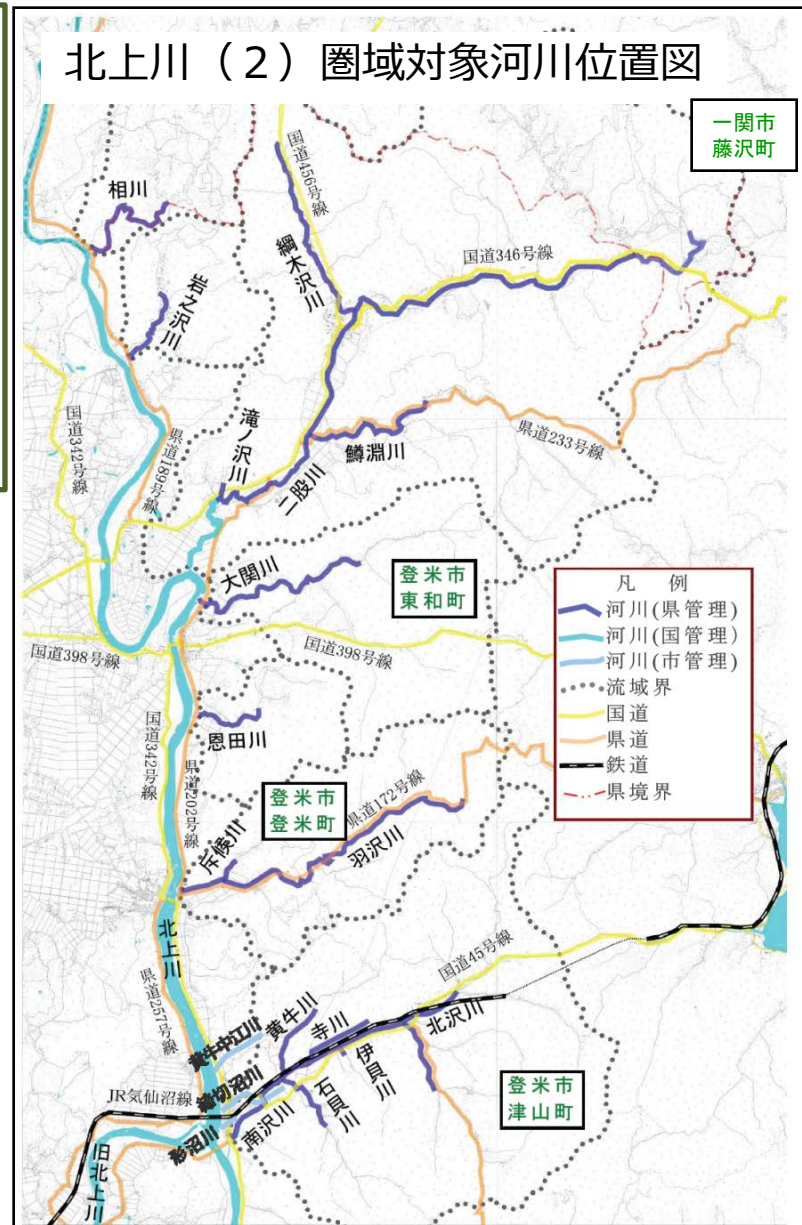 北上川（２）圏域対象河川位置図
一関市
藤沢町
国道456号線
相川
綱木沢川
国道346号線
岩之沢川
滝ノ沢川
国道342号線
県道189号線
鱒淵川
県道233号線
二股川
大関川
登米市
東和町
凡　例
河川(県管理)
河川(国管理)
河川(市管理)
流域界
国道
県道
鉄道
県境界
国道398号線
国道398号線
国道342号線
恩田川
県道202号線
登米市
登米町
県道172号線
斥候川
羽沢川
北上川
県道257号線
国道45号線
黄牛中江川
黄牛川
寺川
北沢川
伊貝川
石貝川
南沢川
登米市
津山町
JR気仙沼線
旧北上川